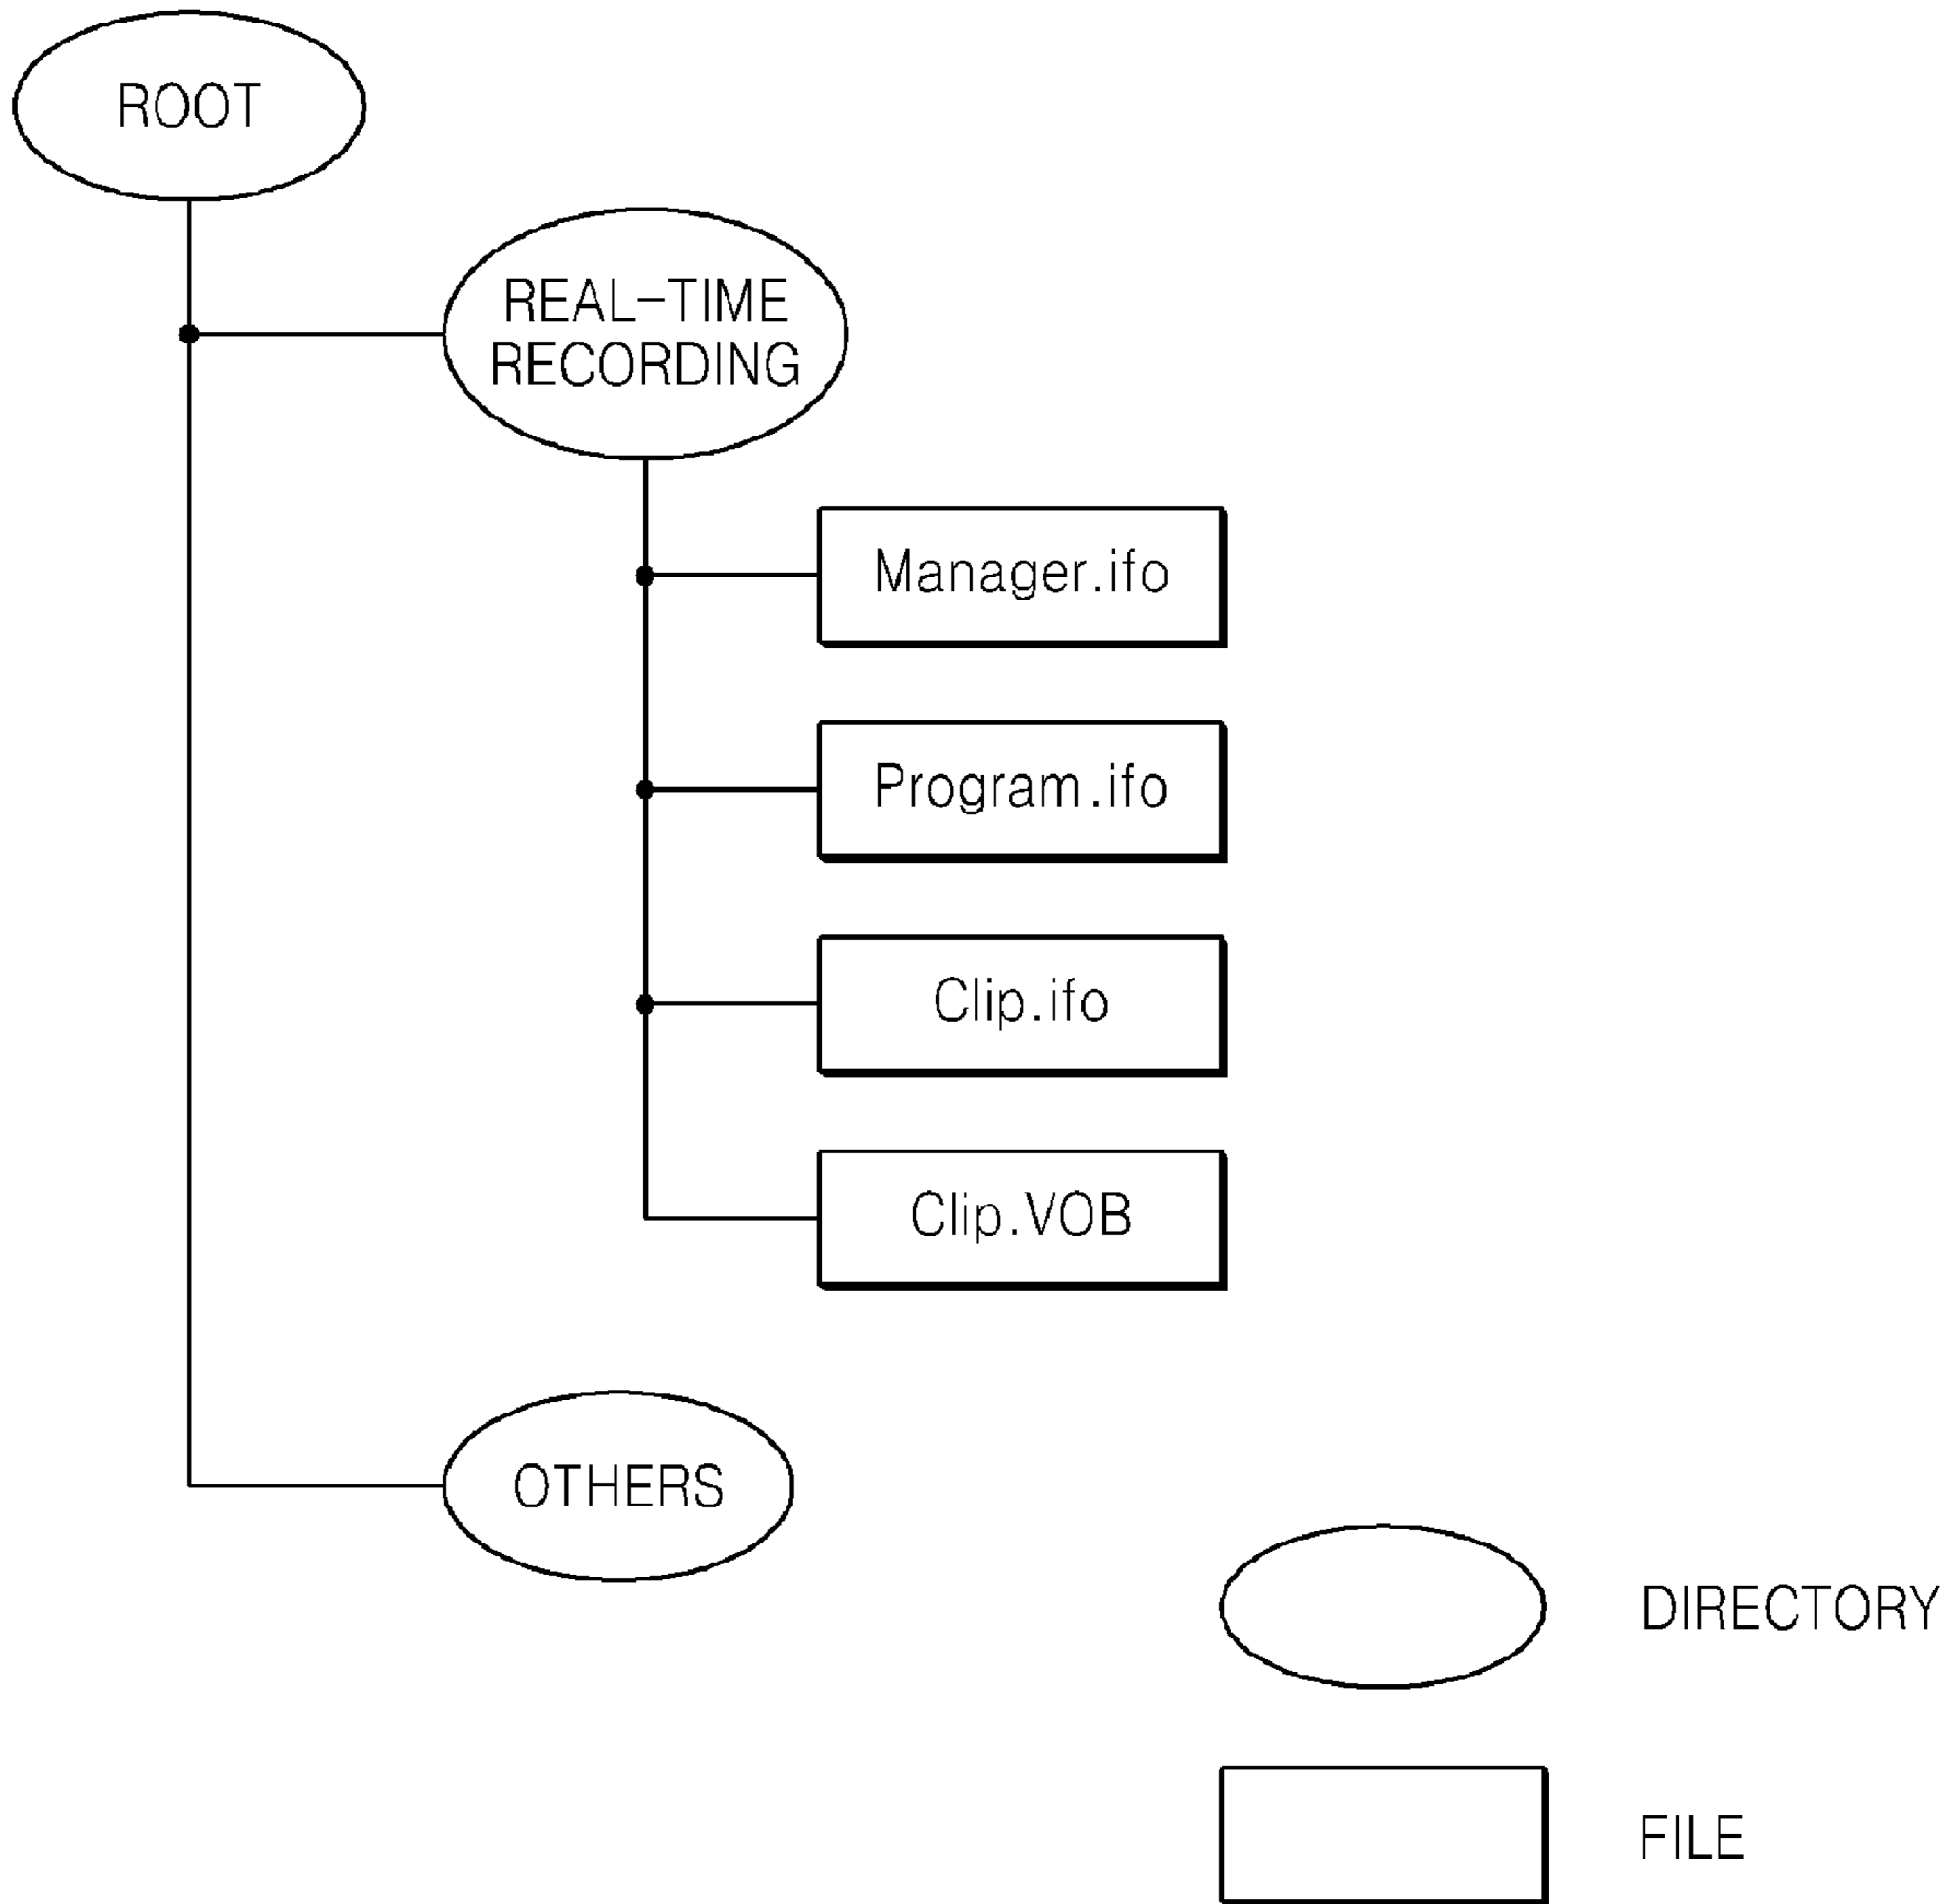 ROOT
REAL-TIME
RECORDING
Manager.ifo
Program.ifo
Clip.ifo
Clip.VOB
OTHERS
DIRECTORY
FILE